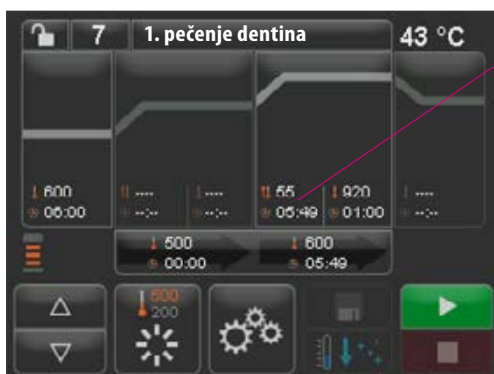 7 1. pečenje dentina 43 °C
600 ---- ---- 55 920 ----
06:00 --:-- --:-- 05:49 01:00 --:--
500 600
00:00 05:49
600
200